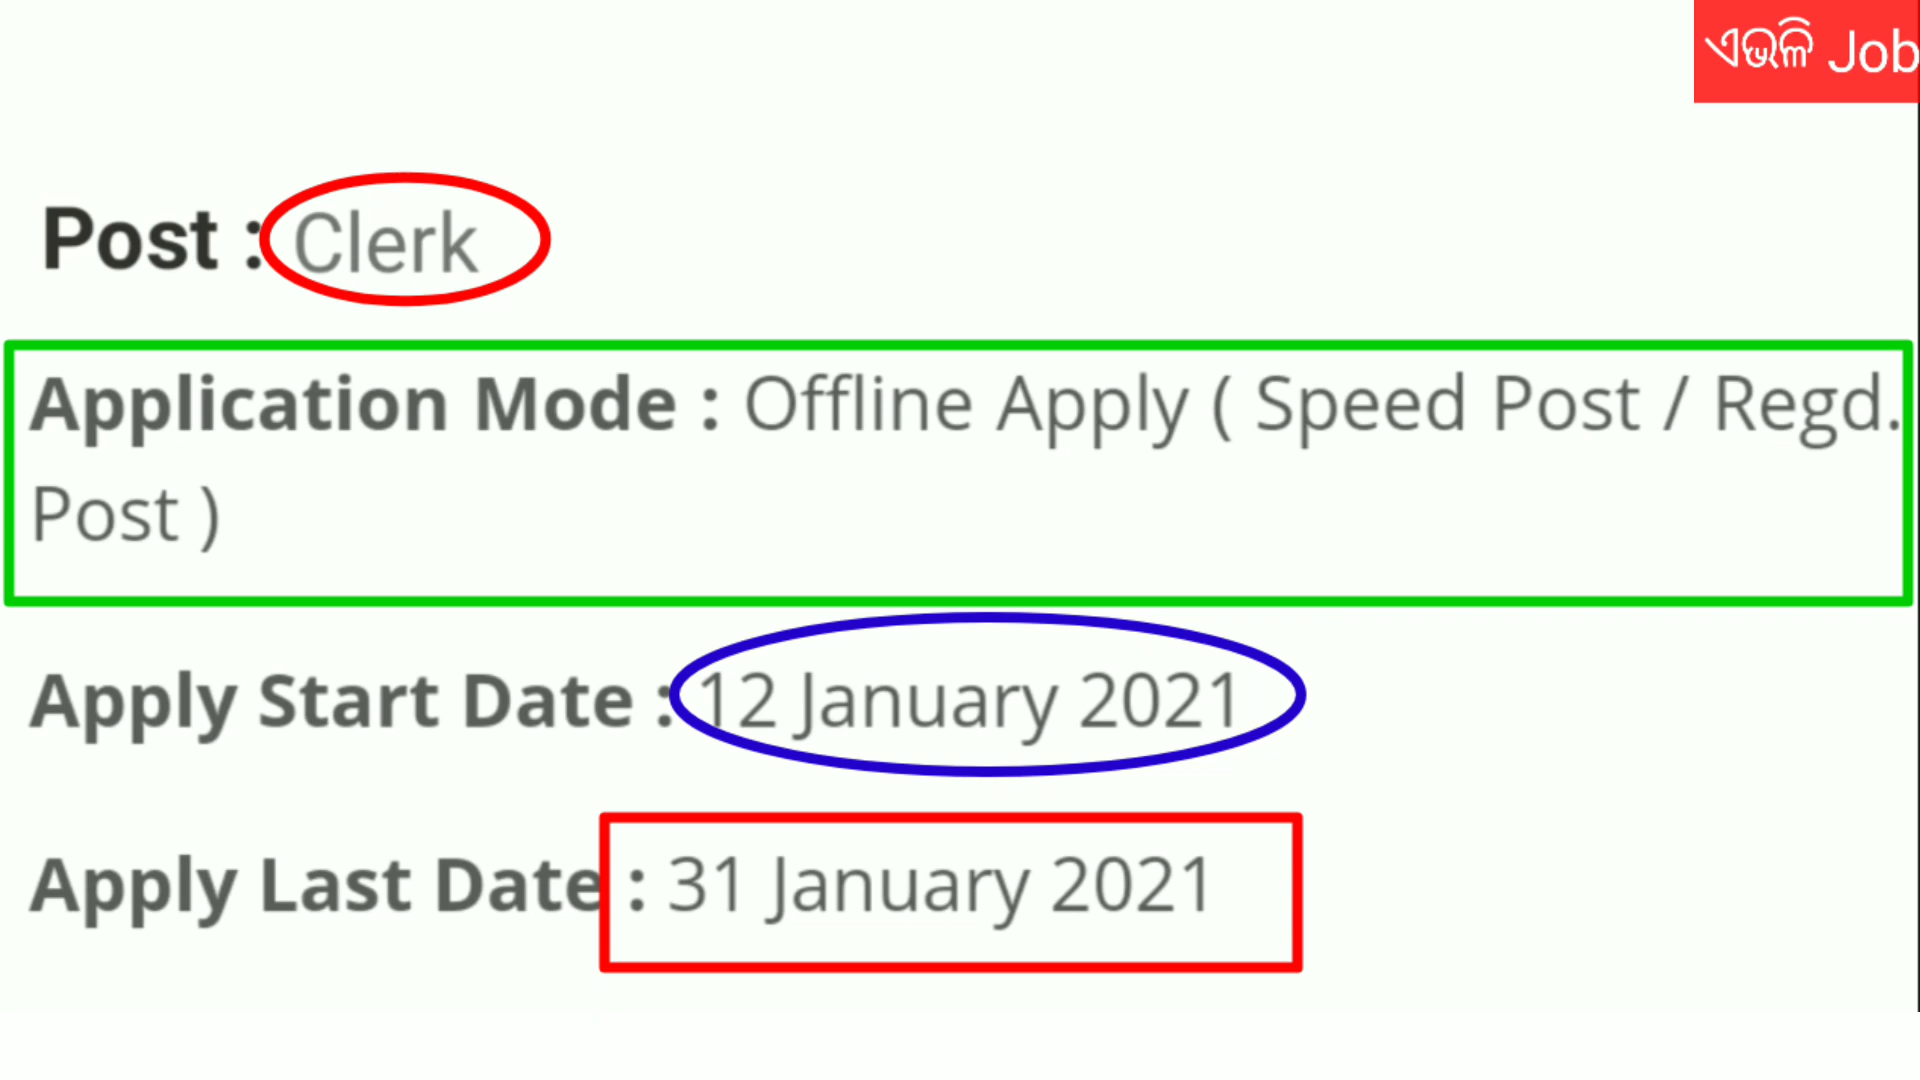 ଏଭଳି Job
Post : Clerk
Application Mode : Offline Apply ( Speed Post / Regd.
Post )
Apply Start Date : 12 January 2021
Apply Last Date : 31 January 2021